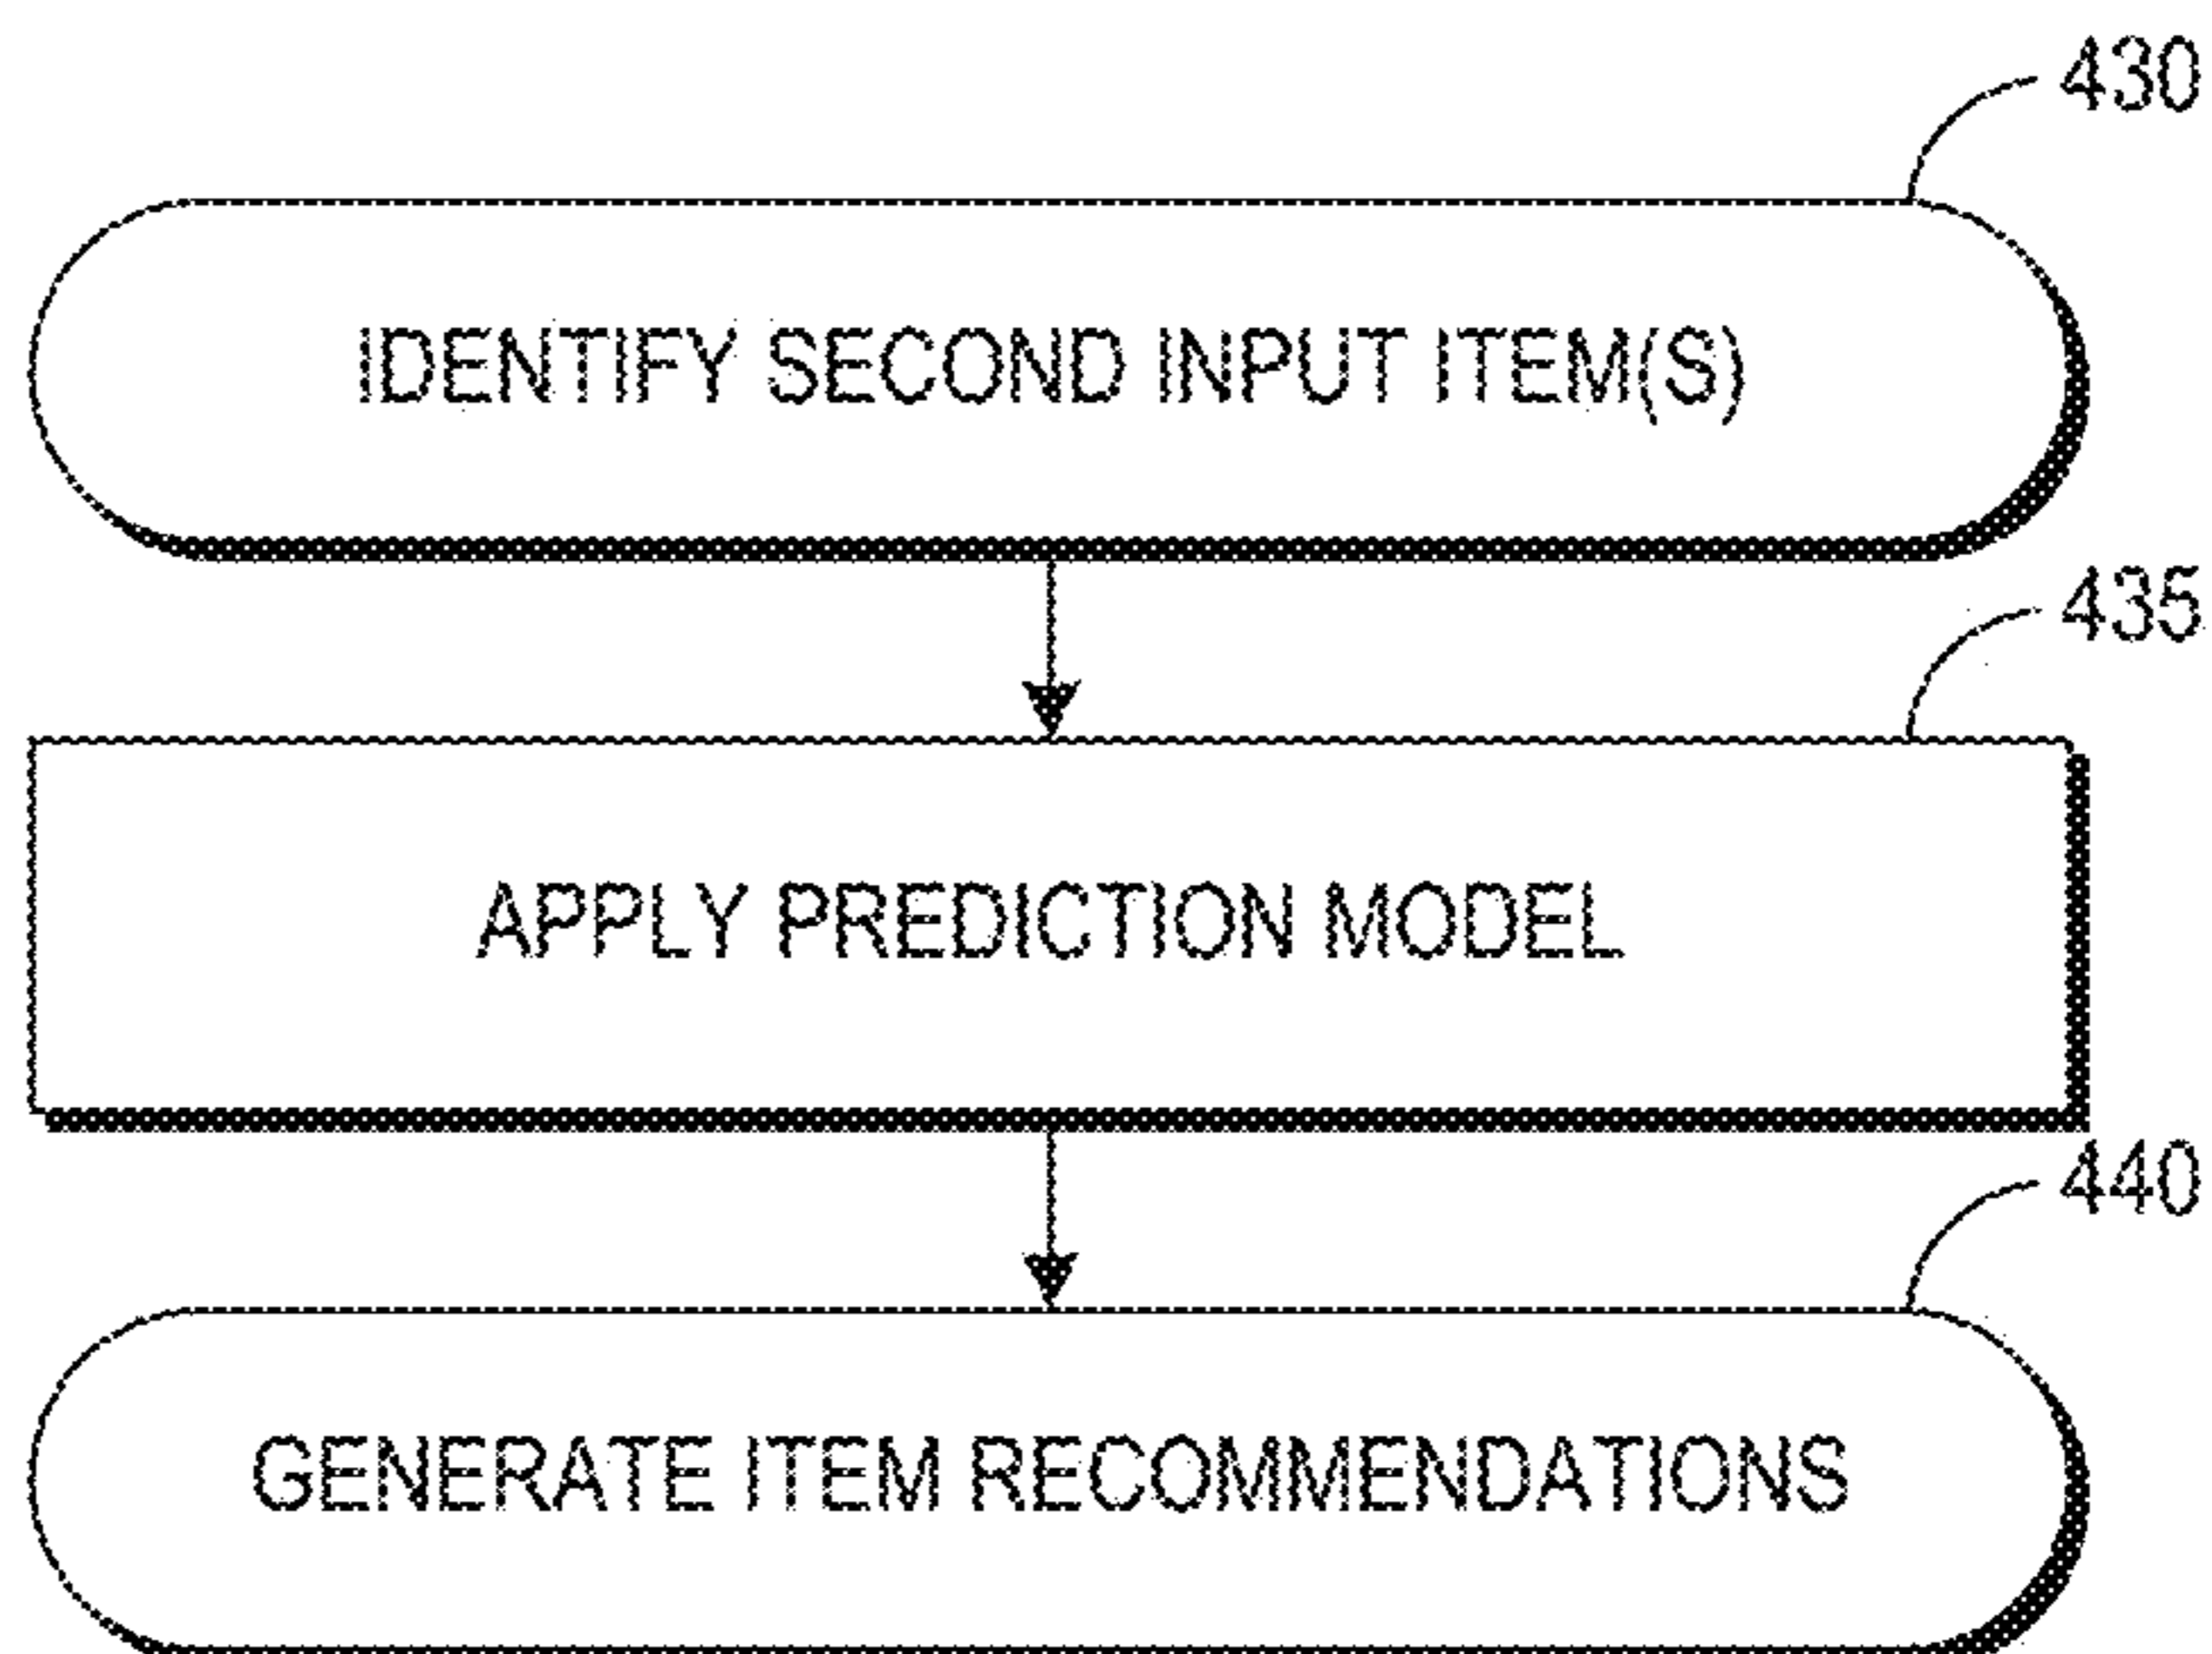 430
IDENTIFY SECOND INPUT ITEM(S)
435
APPLY PREDICTION MODEL
440
GENERATE ITEM RECOMMENDATIONS